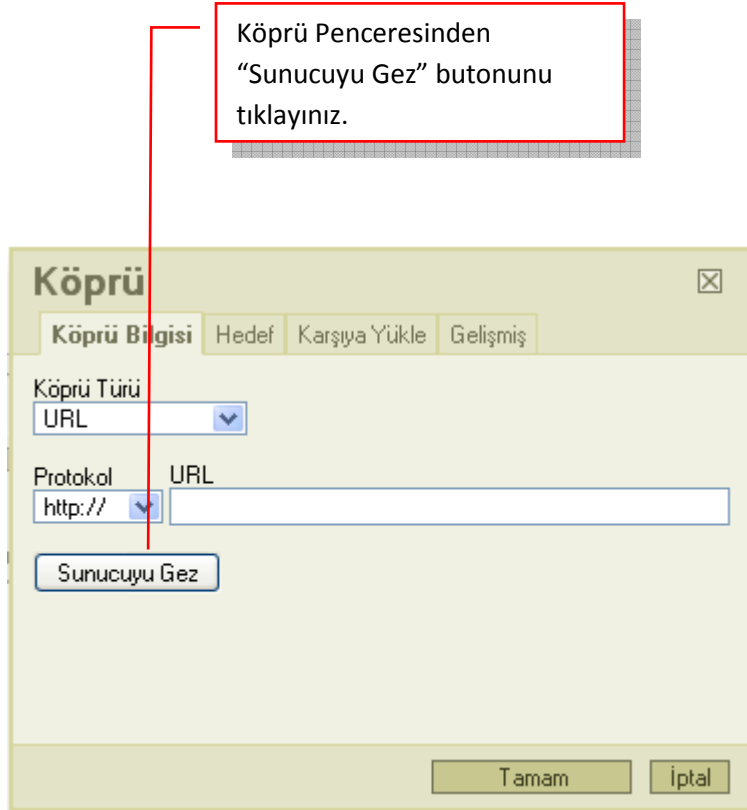 Köprü Penceresinden
“Sunucuyu Gez” butonunu
tıklayınız.
Köprü
Köprü Bilgisi Hedef Karşıya Yükle Gelişmiş
Köprü Türü
URL
Protokol URL
http://
Sunucuyu Gez
Tamam İptal